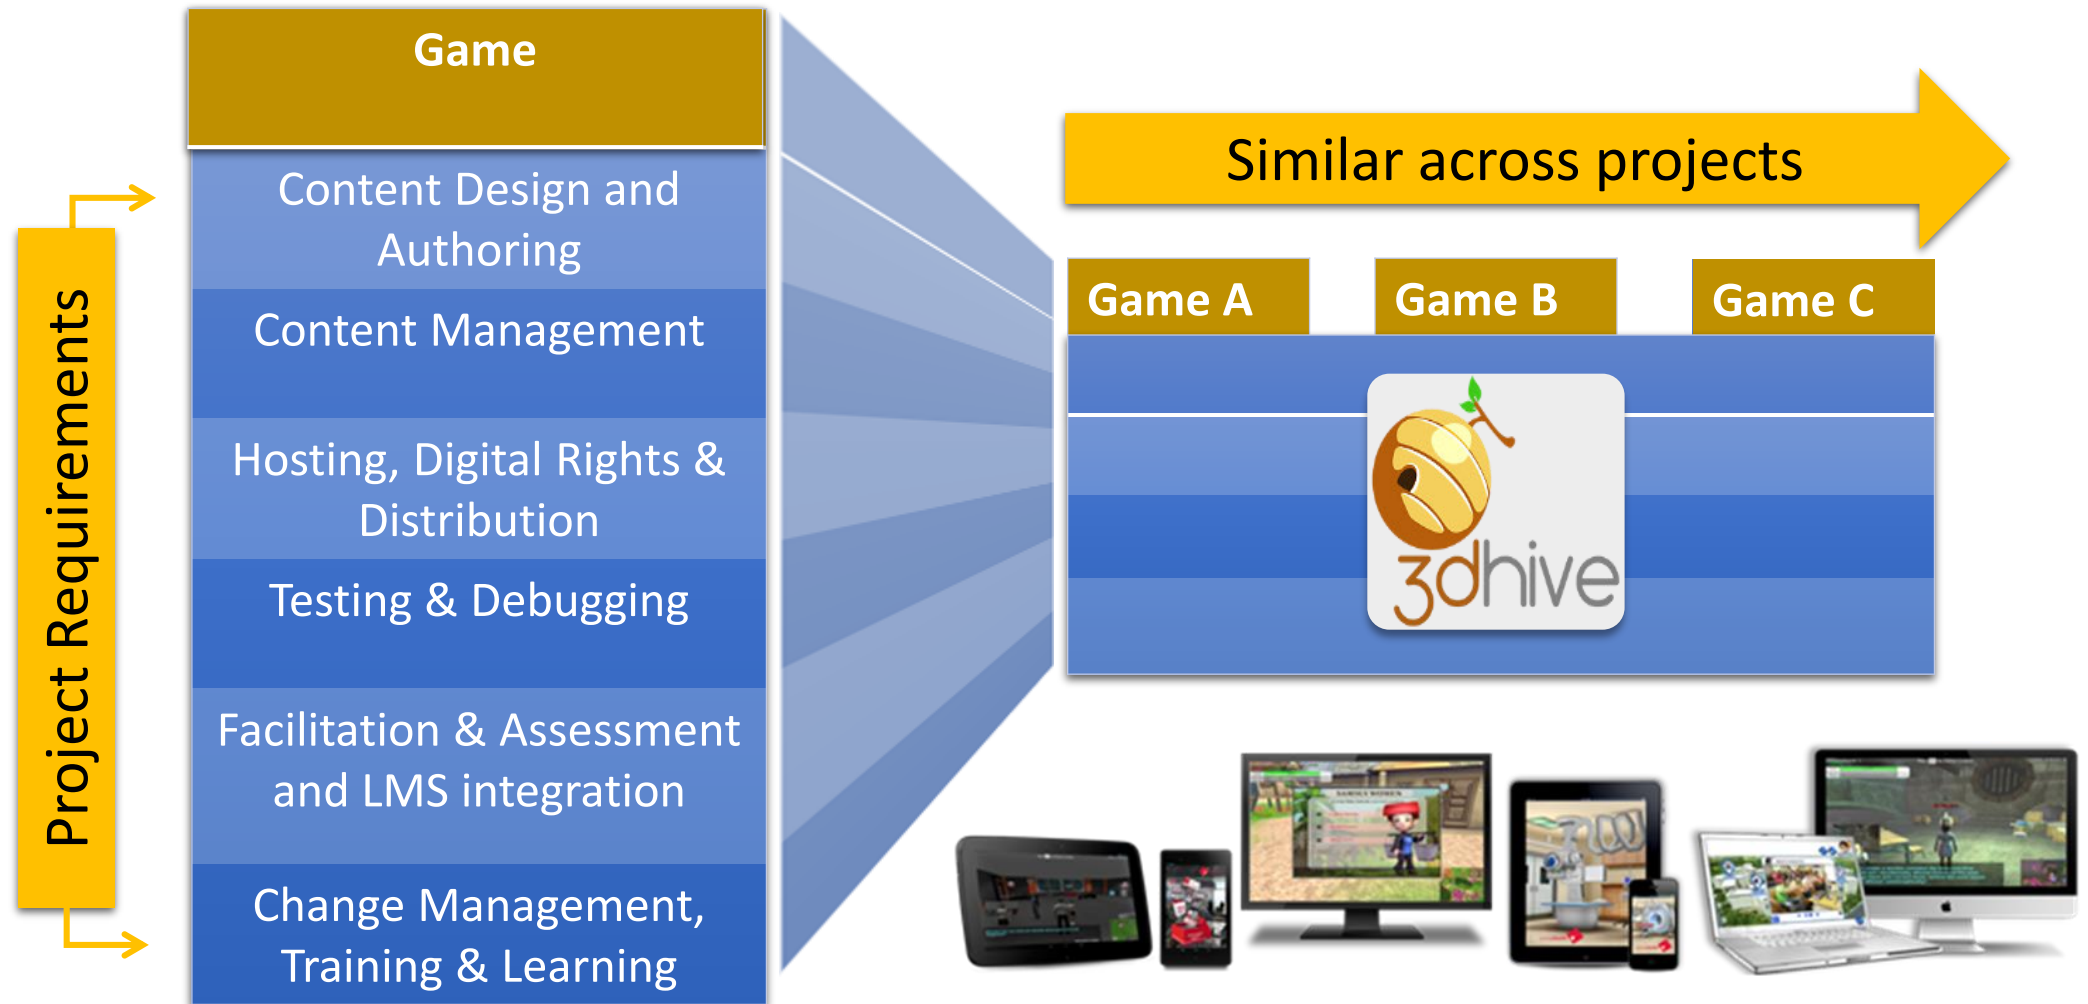 Game
Content Design and
Authoring
Content Management
Hosting, Digital Rights &
Distribution
Testing & Debugging
Facilitation & Assessment
and LMS integration
Change Management,
Training & Learning
Project Requirements
Similar across projects
Game A
Game B
Game C
3dhive